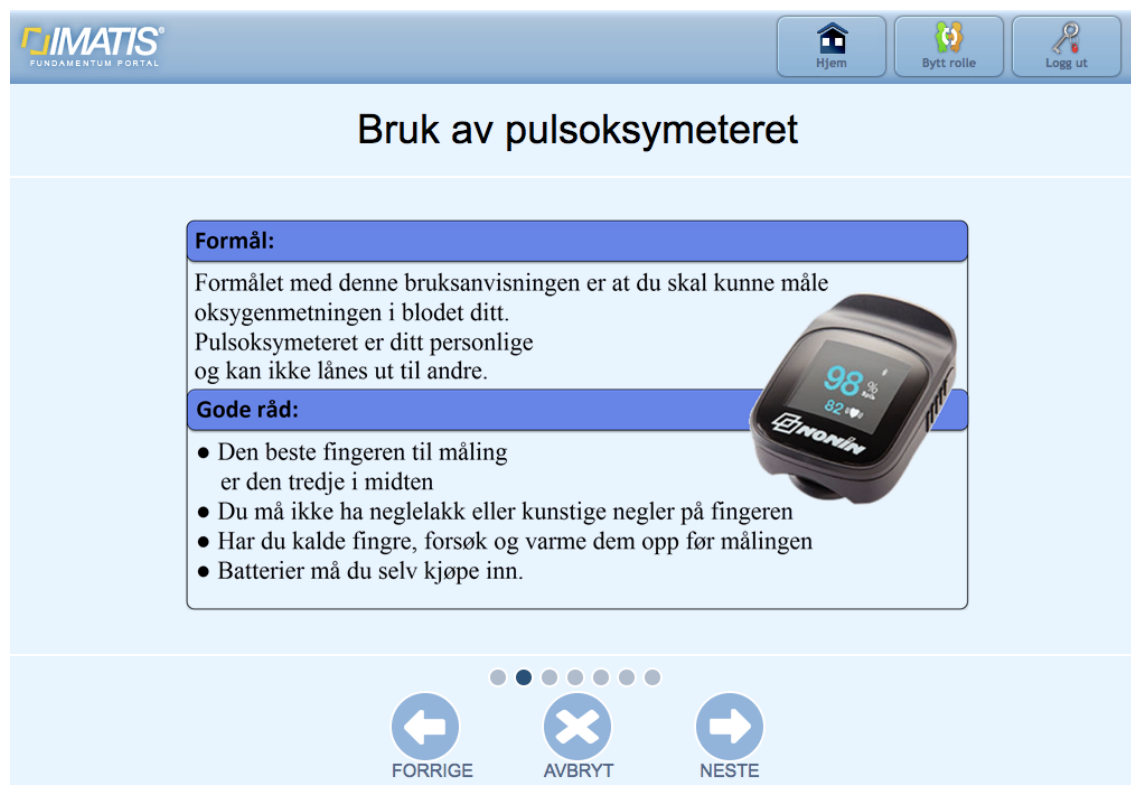 IMATIS®
FUNDAMENTUM PORTAL
Hjem
Bytt rolle
Logg ut
Bruk av pulsoksymeteret
Formål:
Formålet med denne bruksanvisningen er at du skal kunne måle
oksygenmetningen i blodet ditt.
Pulsoksymeteret er ditt personlige
og kan ikke lånes ut til andre.
98 %
82
NONIN
Gode råd:
● Den beste fingeren til måling
er den tredje i midten
● Du må ikke ha neglelakk eller kunstige negler på fingeren
● Har du kalde fingre, forsøk og varme dem opp før målingen
● Batterier må du selv kjøpe inn.
FORRIGE
AVBRYT
NESTE